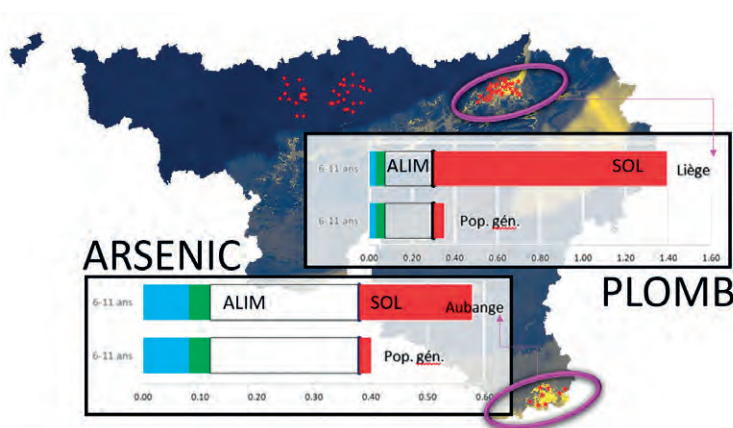 ALIM
SOL
6-11 ans
Liège
6-11 ans
Pop. gén.
0.00 0.20 0.40 0.60 0.80 1.00 1.20 1.40 1.60
PLOMB
ARSENIC
6-11 ans
ALIM
SOL
Aubange
6-11 ans
Pop. gén.
0.00 0.10 0.20 0.30 0.40 0.50 0.60